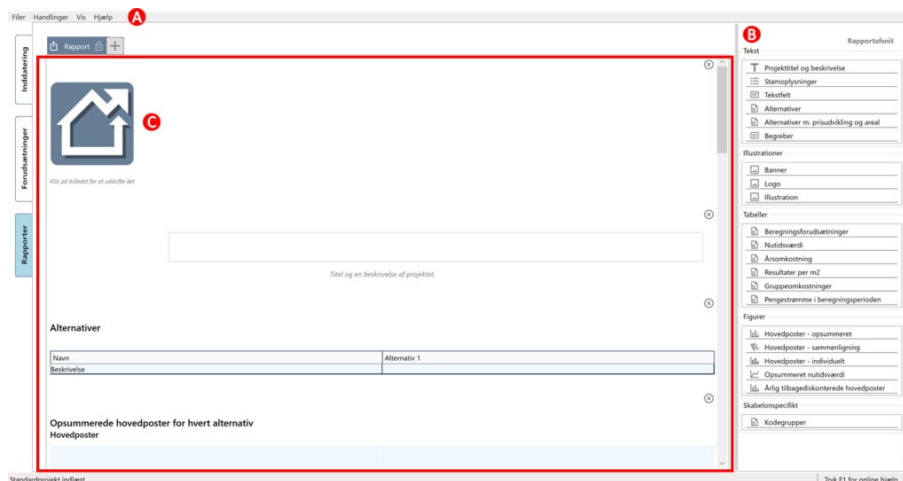 Filer Handlinger Vis Hjælp A
Inddatering
Forudsætninger
Rapporter
Rapport
C
Klik på billedet for at udskifte det
Titel og en beskrivelse af projektet.
Alternativer
Navn Alternativ 1
Beskrivelse
Opsummerede hovedposter for hvert alternativ
Hovedposter
B
Rapportafsnit
Tekst
Projekttitel og beskrivelse
Stamoplysninger
Tekstfelt
Alternativer
Alternativer m. prisudvikling og areal
Begreber
Illustrationer
Banner
Logo
Illustration
Tabeller
Beregningsforudsætninger
Nutidsværdi
Årsomkostning
Resultater per m2
Gruppeomkostninger
Pengestrømme i beregningsperioden
Figurer
Hovedposter - opsummeret
Hovedposter - sammenligning
Hovedposter - individuelt
Opsummeret nutidsværdi
Årlig tilbagediskonterede hovedposter
Skabelonspecifikt
Kodegrupper
Standardprojekt indlæst Tryk F1 for online hjælp